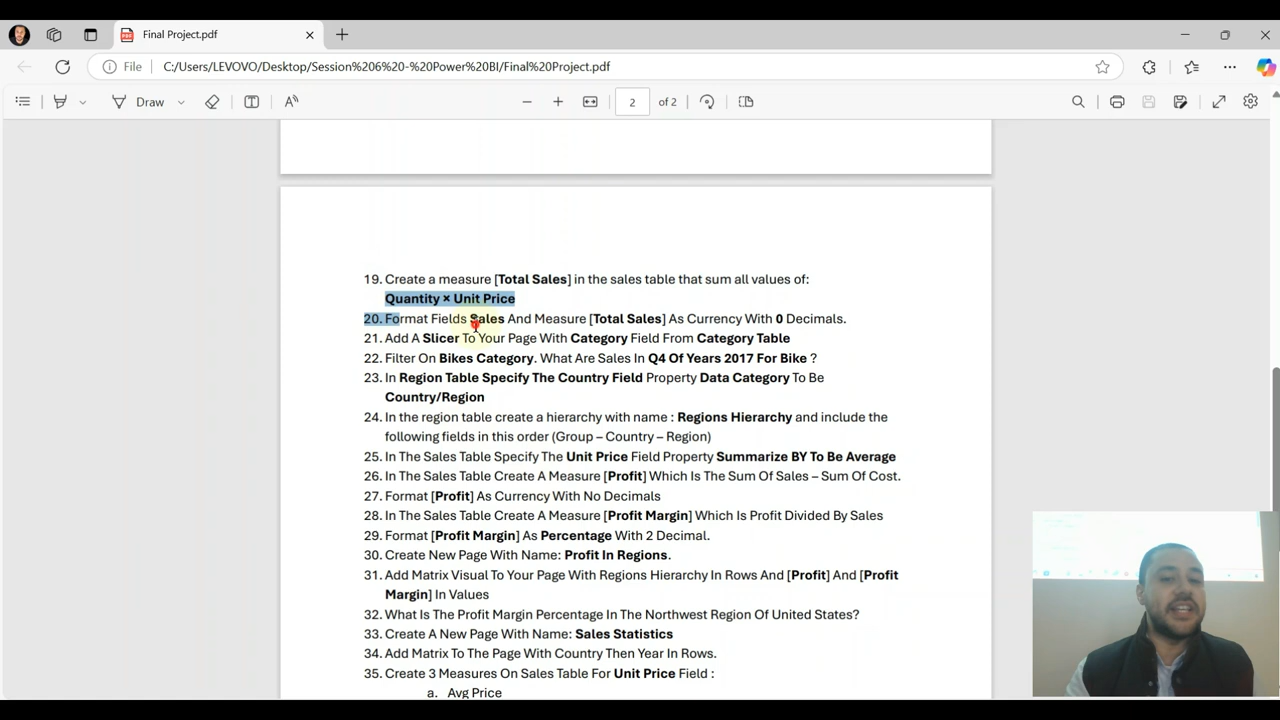 Final Project.pdf
File
C:/Users/LEVOVO/Desktop/Session%206%20-%20Power%20BI/Final%20Project.pdf
Draw
2
of 2
19. Create a measure [Total Sales] in the sales table that sum all values of:
Quantity × Unit Price
20. Format Fields Sales And Measure [Total Sales] As Currency With 0 Decimals.
21. Add A Slicer To Your Page With Category Field From Category Table
22. Filter On Bikes Category. What Are Sales In Q4 Of Years 2017 For Bike ?
23. In Region Table Specify The Country Field Property Data Category To Be
Country/Region
24. In the region table create a hierarchy with name : Regions Hierarchy and include the
following fields in this order (Group – Country – Region)
25. In The Sales Table Specify The Unit Price Field Property Summarize BY To Be Average
26. In The Sales Table Create A Measure [Profit] Which Is The Sum Of Sales – Sum Of Cost.
27. Format [Profit] As Currency With No Decimals
28. In The Sales Table Create A Measure [Profit Margin] Which Is Profit Divided By Sales
29. Format [Profit Margin] As Percentage With 2 Decimal.
30. Create New Page With Name: Profit In Regions.
31. Add Matrix Visual To Your Page With Regions Hierarchy In Rows And [Profit] And [Profit
Margin] In Values
32. What Is The Profit Margin Percentage In The Northwest Region Of United States?
33. Create A New Page With Name: Sales Statistics
34. Add Matrix To The Page With Country Then Year In Rows.
35. Create 3 Measures On Sales Table For Unit Price Field :
a. Avg Price